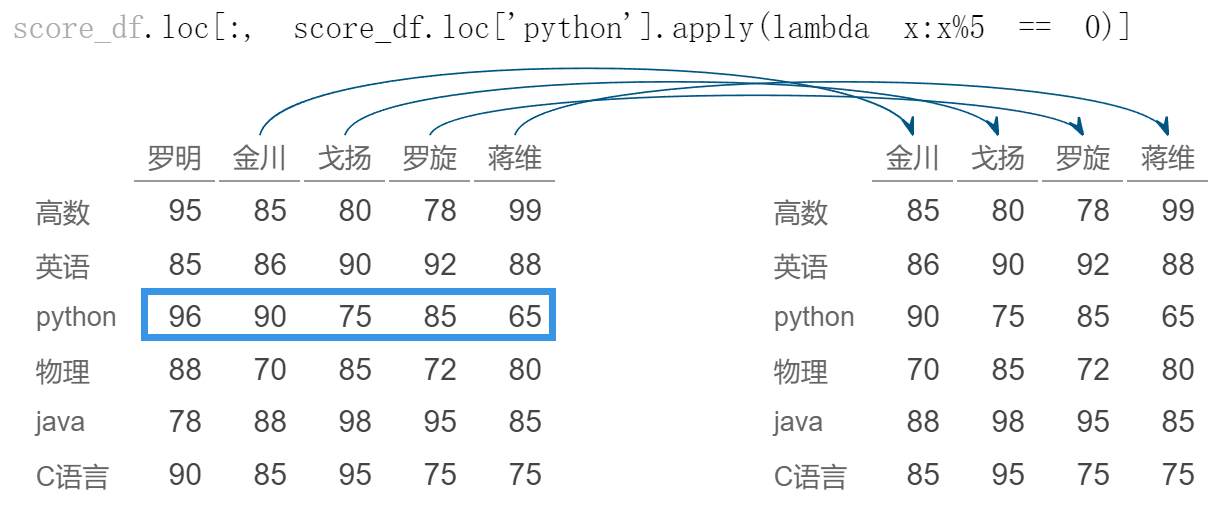 score_df.loc[:, score_df.loc['python'].apply(lambda x:x%5 == 0)]
罗明 金川 戈扬 罗旋 蒋维 金川 戈扬 罗旋 蒋维
高数 95 85 80 78 99 高数 85 80 78 99
英语 85 86 90 92 88 英语 86 90 92 88
python 96 90 75 85 65 python 90 75 85 65
物理 88 70 85 72 80 物理 70 85 72 80
java 78 88 98 95 85 java 88 98 95 85
C语言 90 85 95 75 75 C语言 85 95 75 75